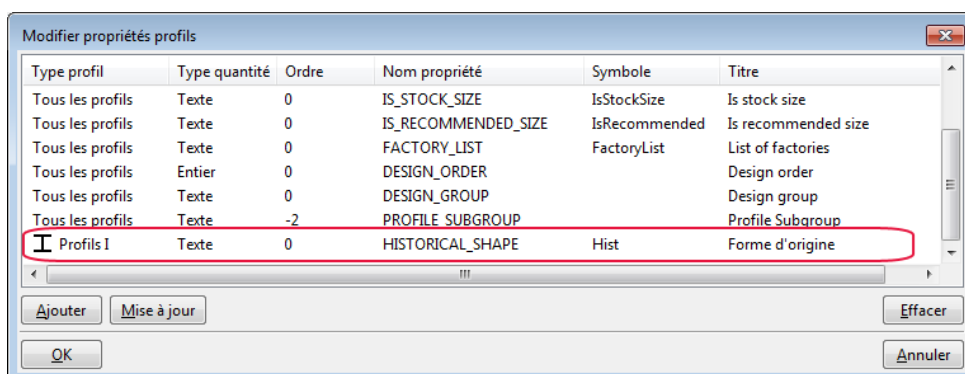 Modifier propriétés profils
Type profil Type quantité Ordre Nom propriété Symbole Titre
Tous les profils Texte 0 IS_STOCK_SIZE IsStockSize Is stock size
Tous les profils Texte 0 IS_RECOMMENDED_SIZE IsRecommended Is recommended size
Tous les profils Texte 0 FACTORY_LIST FactoryList List of factories
Tous les profils Entier 0 DESIGN_ORDER Design order
Tous les profils Texte 0 DESIGN_GROUP Design group
Tous les profils Texte -2 PROFILE_SUBGROUP Profile Subgroup
Profils I Texte 0 HISTORICAL_SHAPE Hist Forme d'origine
Ajouter Mise à jour Effacer
OK Annuler